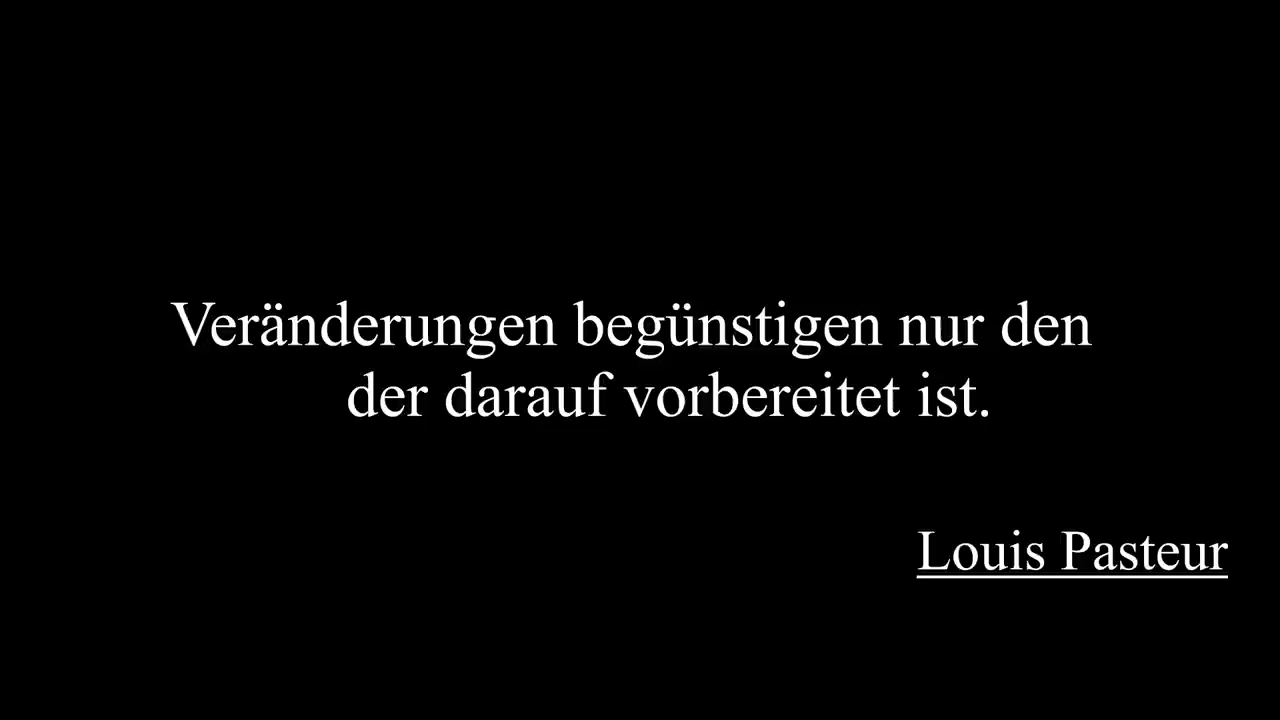 Veränderungen begünstigen nur den
der darauf vorbereitet ist.
Louis Pasteur